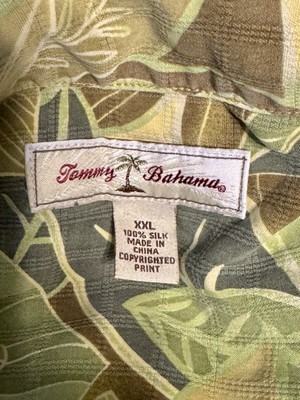 Tommy Bahama®
XXL
100% SILK
MADE IN
CHINA
COPYRIGHTED
PRINT